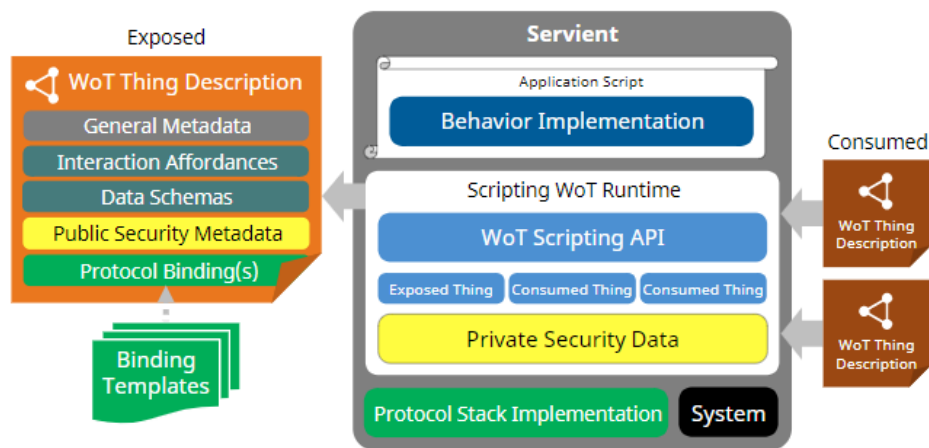 Exposed
WoT Thing Description
General Metadata
Interaction Affordances
Data Schemas
Public Security Metadata
Protocol Binding(s)
Binding
Templates
Servient
Application Script
Behavior Implementation
Scripting WoT Runtime
WoT Scripting API
Exposed Thing
Consumed Thing
Consumed Thing
Private Security Data
Protocol Stack Implementation
System
Consumed
WoT Thing
Description
WoT Thing
Description